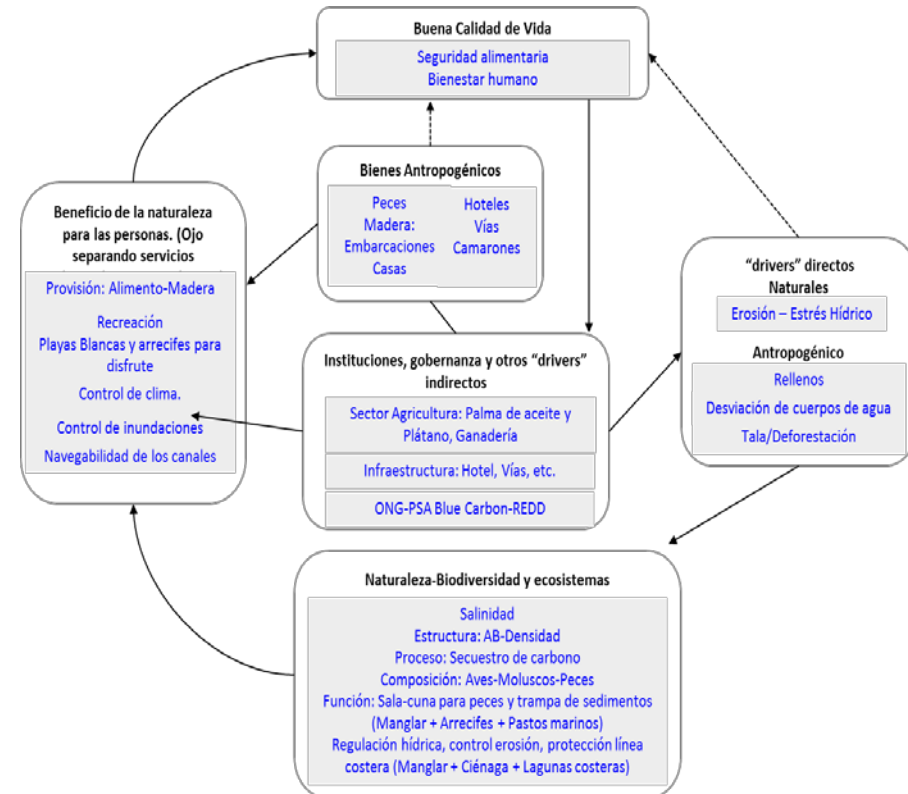 Buena Calidad de Vida
Seguridad alimentaria
Bienestar humano
Bienes Antropogénicos
Peces
Madera:
Embarcaciones
Casas
Hoteles
Vías
Camarones
Beneficio de la naturaleza
para las personas. (Ojo
separando servicios
Provisión: Alimento-Madera
Recreación
Playas Blancas y arrecifes para
disfrute
Control de clima.
Control de inundaciones
Navegabilidad de los canales
Instituciones, gobernanza y otros “drivers”
indirectos
Sector Agricultura: Palma de aceite y
Plátano, Ganadería
Infraestructura: Hotel, Vías, etc.
ONG-PSA Blue Carbon-REDD
“drivers” directos
Naturales
Erosión – Estrés Hídrico
Antropogénico
Rellenos
Desviación de cuerpos de agua
Tala/Deforestación
Naturaleza-Biodiversidad y ecosistemas
Salinidad
Estructura: AB-Densidad
Proceso: Secuestro de carbono
Composición: Aves-Moluscos-Peces
Función: Sala-cuna para peces y trampa de sedimentos
(Manglar + Arrecifes + Pastos marinos)
Regulación hídrica, control erosión, protección línea
costera (Manglar + Ciénaga + Lagunas costeras)